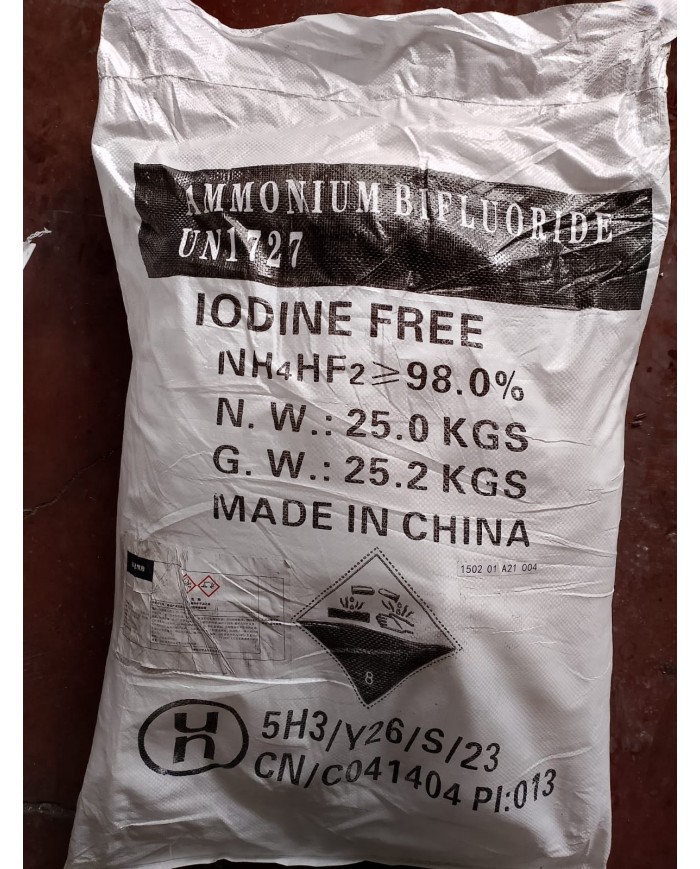 AMMONIUM BIFLUORIDE
UN1727
IODINE FREE
NH4HF2≥98.0%
N. W.: 25.0 KGS
G. W.: 25.2 KGS
MADE IN CHINA
1502 01 A21 004
8
un
5H3/Y26/S/23
CN/C041404 PI:013